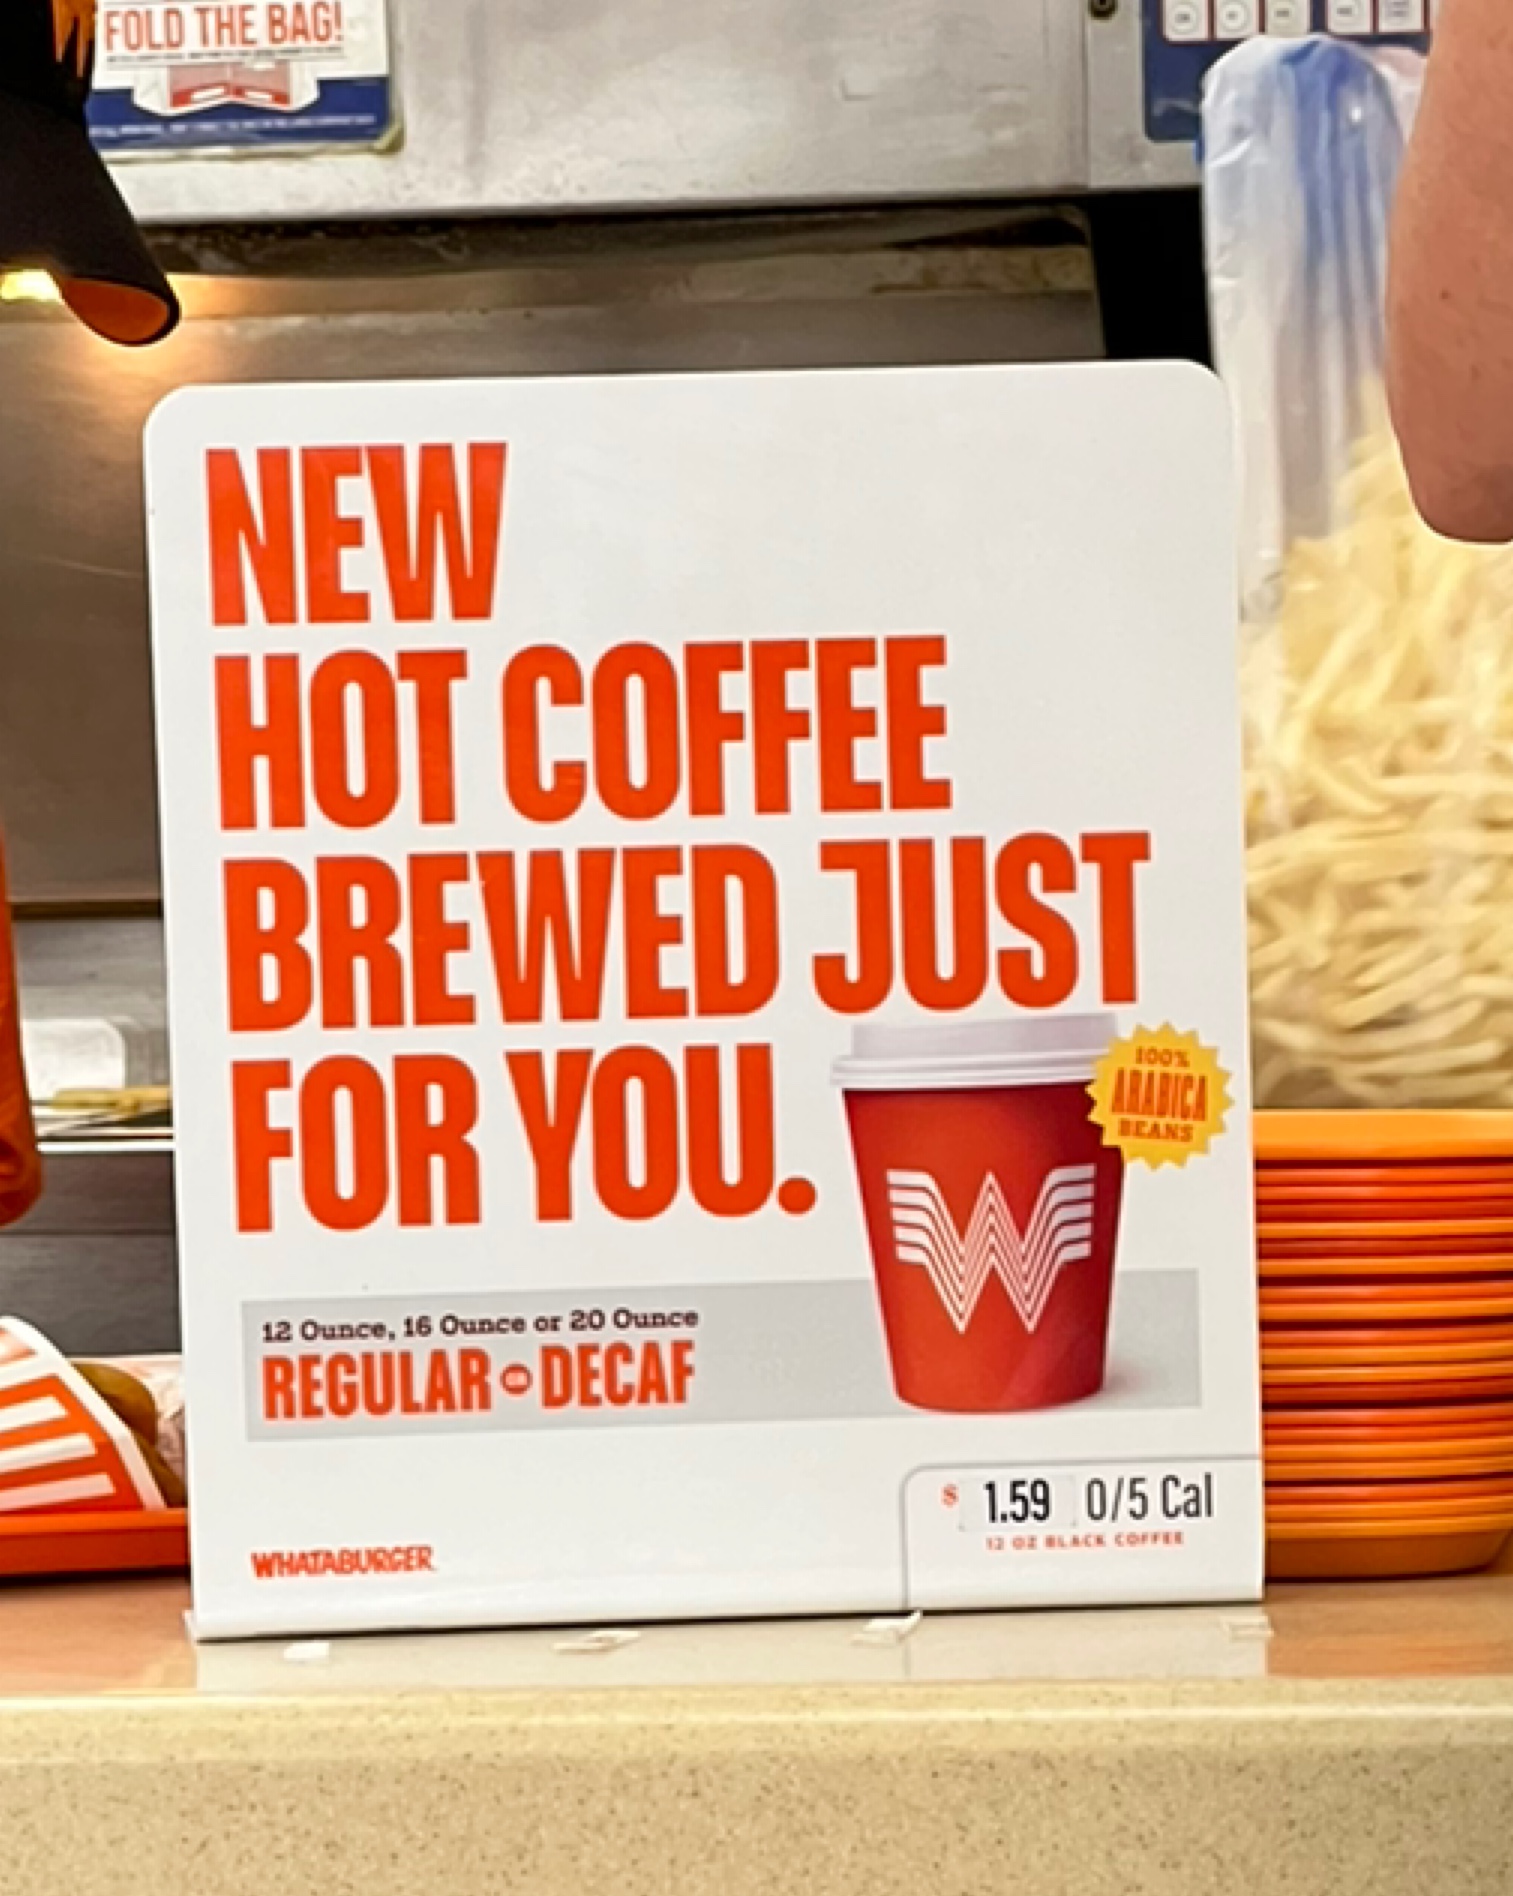 FOLD THE BAG!
NEW
HOT COFFEE
BREWED JUST
FOR YOU.
100%
ARABICA
BEANS
12 Ounce, 16 Ounce or 20 Ounce
REGULAR OR DECAF
$ 1.59 0/5 Cal
12 OZ BLACK COFFEE
WHATABURGER